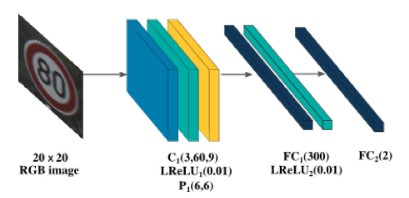 80
20 x 20
RGB image
C₁(3,60,9)
LReLU₁(0.01)
P₁(6,6)
FC₁(300)
LReLU₂(0.01)
FC₂(2)